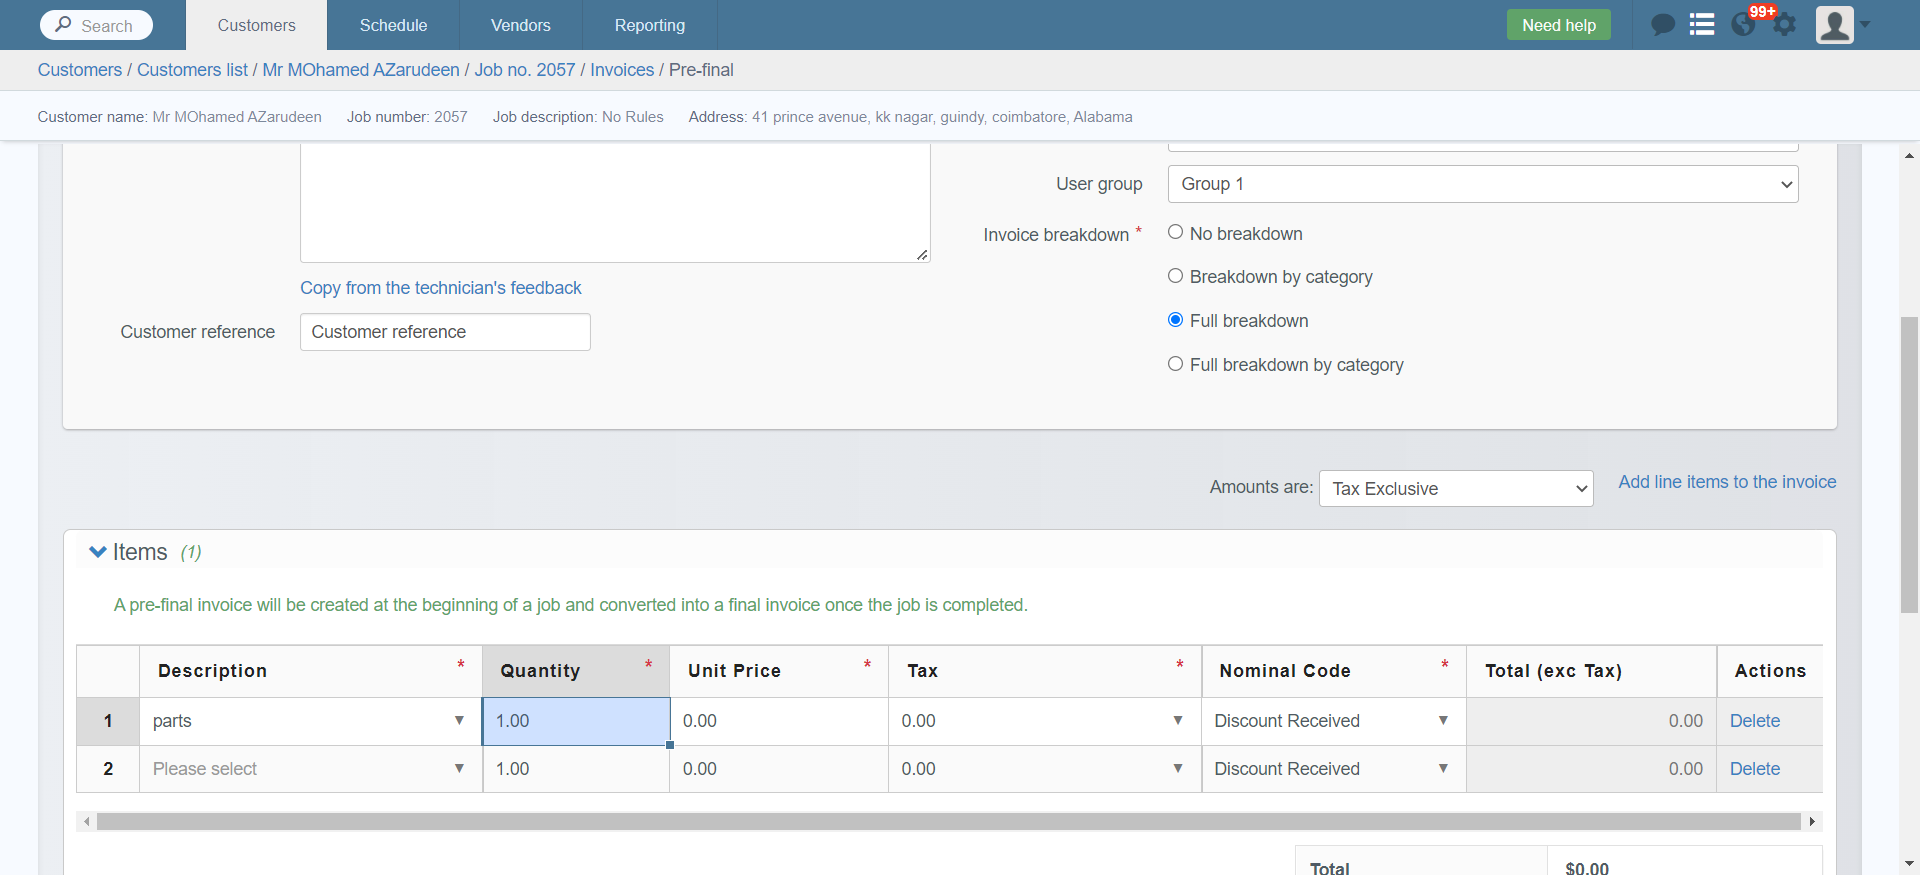 Search
Customers
Schedule
Vendors
Reporting
Need help
99+
Customers / Customers list / Mr MOhamed AZarudeen / Job no. 2057 / Invoices / Pre-final
Customer name: Mr MOhamed AZarudeen Job number: 2057 Job description: No Rules Address: 41 prince avenue, kk nagar, guindy, coimbatore, Alabama
Copy from the technician's feedback
Customer reference Customer reference
User group Group 1
Invoice breakdown * No breakdown
Breakdown by category
Full breakdown
Full breakdown by category
Amounts are: Tax Exclusive Add line items to the invoice
Items (1)
A pre-final invoice will be created at the beginning of a job and converted into a final invoice once the job is completed.
Description * Quantity * Unit Price * Tax * Nominal Code * Total (exc Tax) Actions
1 parts 1.00 0.00 0.00 Discount Received 0.00 Delete
2 Please select 1.00 0.00 0.00 Discount Received 0.00 Delete
Total $0.00